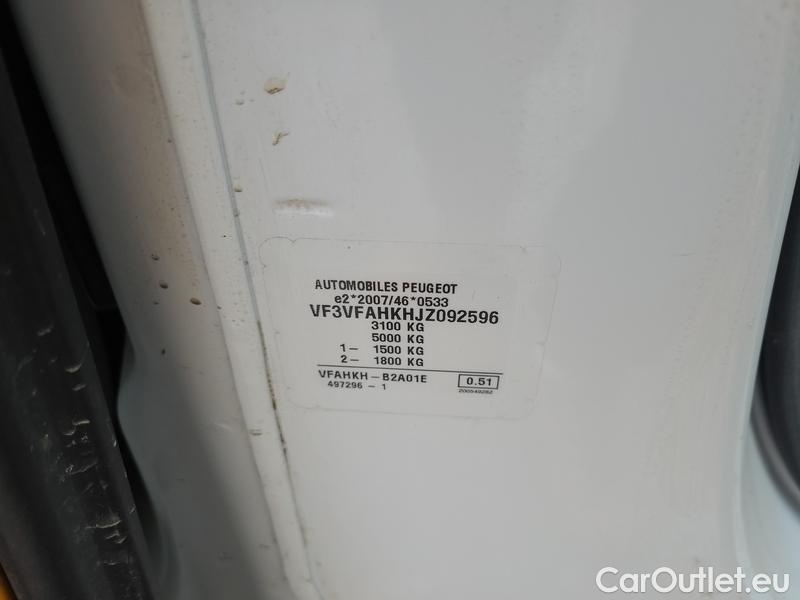 AUTOMOBILES PEUGEOT
e2*2007/46*0533
VF3VFAHKHJZ092596
3100 KG
5000 KG
1- 1500 KG
2- 1800 KG
VFAHKH-B2A01E 0.51
497296-1 200549282
CarOutlet.eu